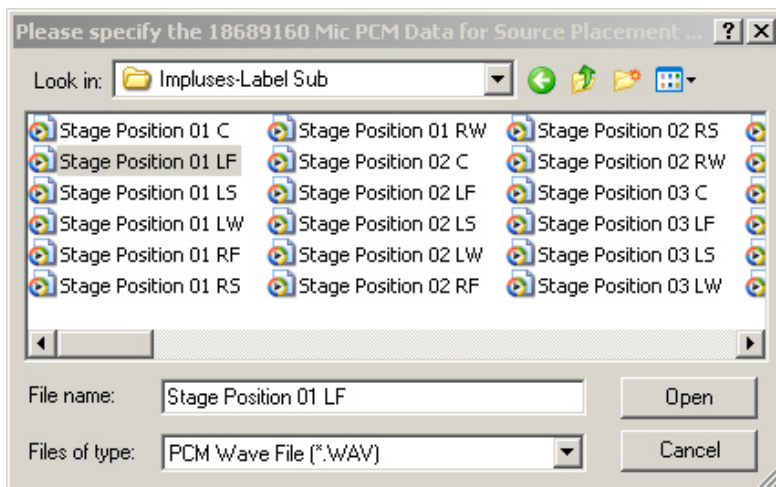 Please specify the 18689160 Mic PCM Data for Source Placement ...
Look in: Impluses-Label Sub
Stage Position 01 C
Stage Position 01 LF
Stage Position 01 LS
Stage Position 01 LW
Stage Position 01 RF
Stage Position 01 RS
Stage Position 01 RW
Stage Position 02 C
Stage Position 02 LF
Stage Position 02 LS
Stage Position 02 LW
Stage Position 02 RF
Stage Position 02 RS
Stage Position 02 RW
Stage Position 03 C
Stage Position 03 LF
Stage Position 03 LS
Stage Position 03 LW
File name: Stage Position 01 LF
Open
Files of type: PCM Wave File (*.WAV)
Cancel